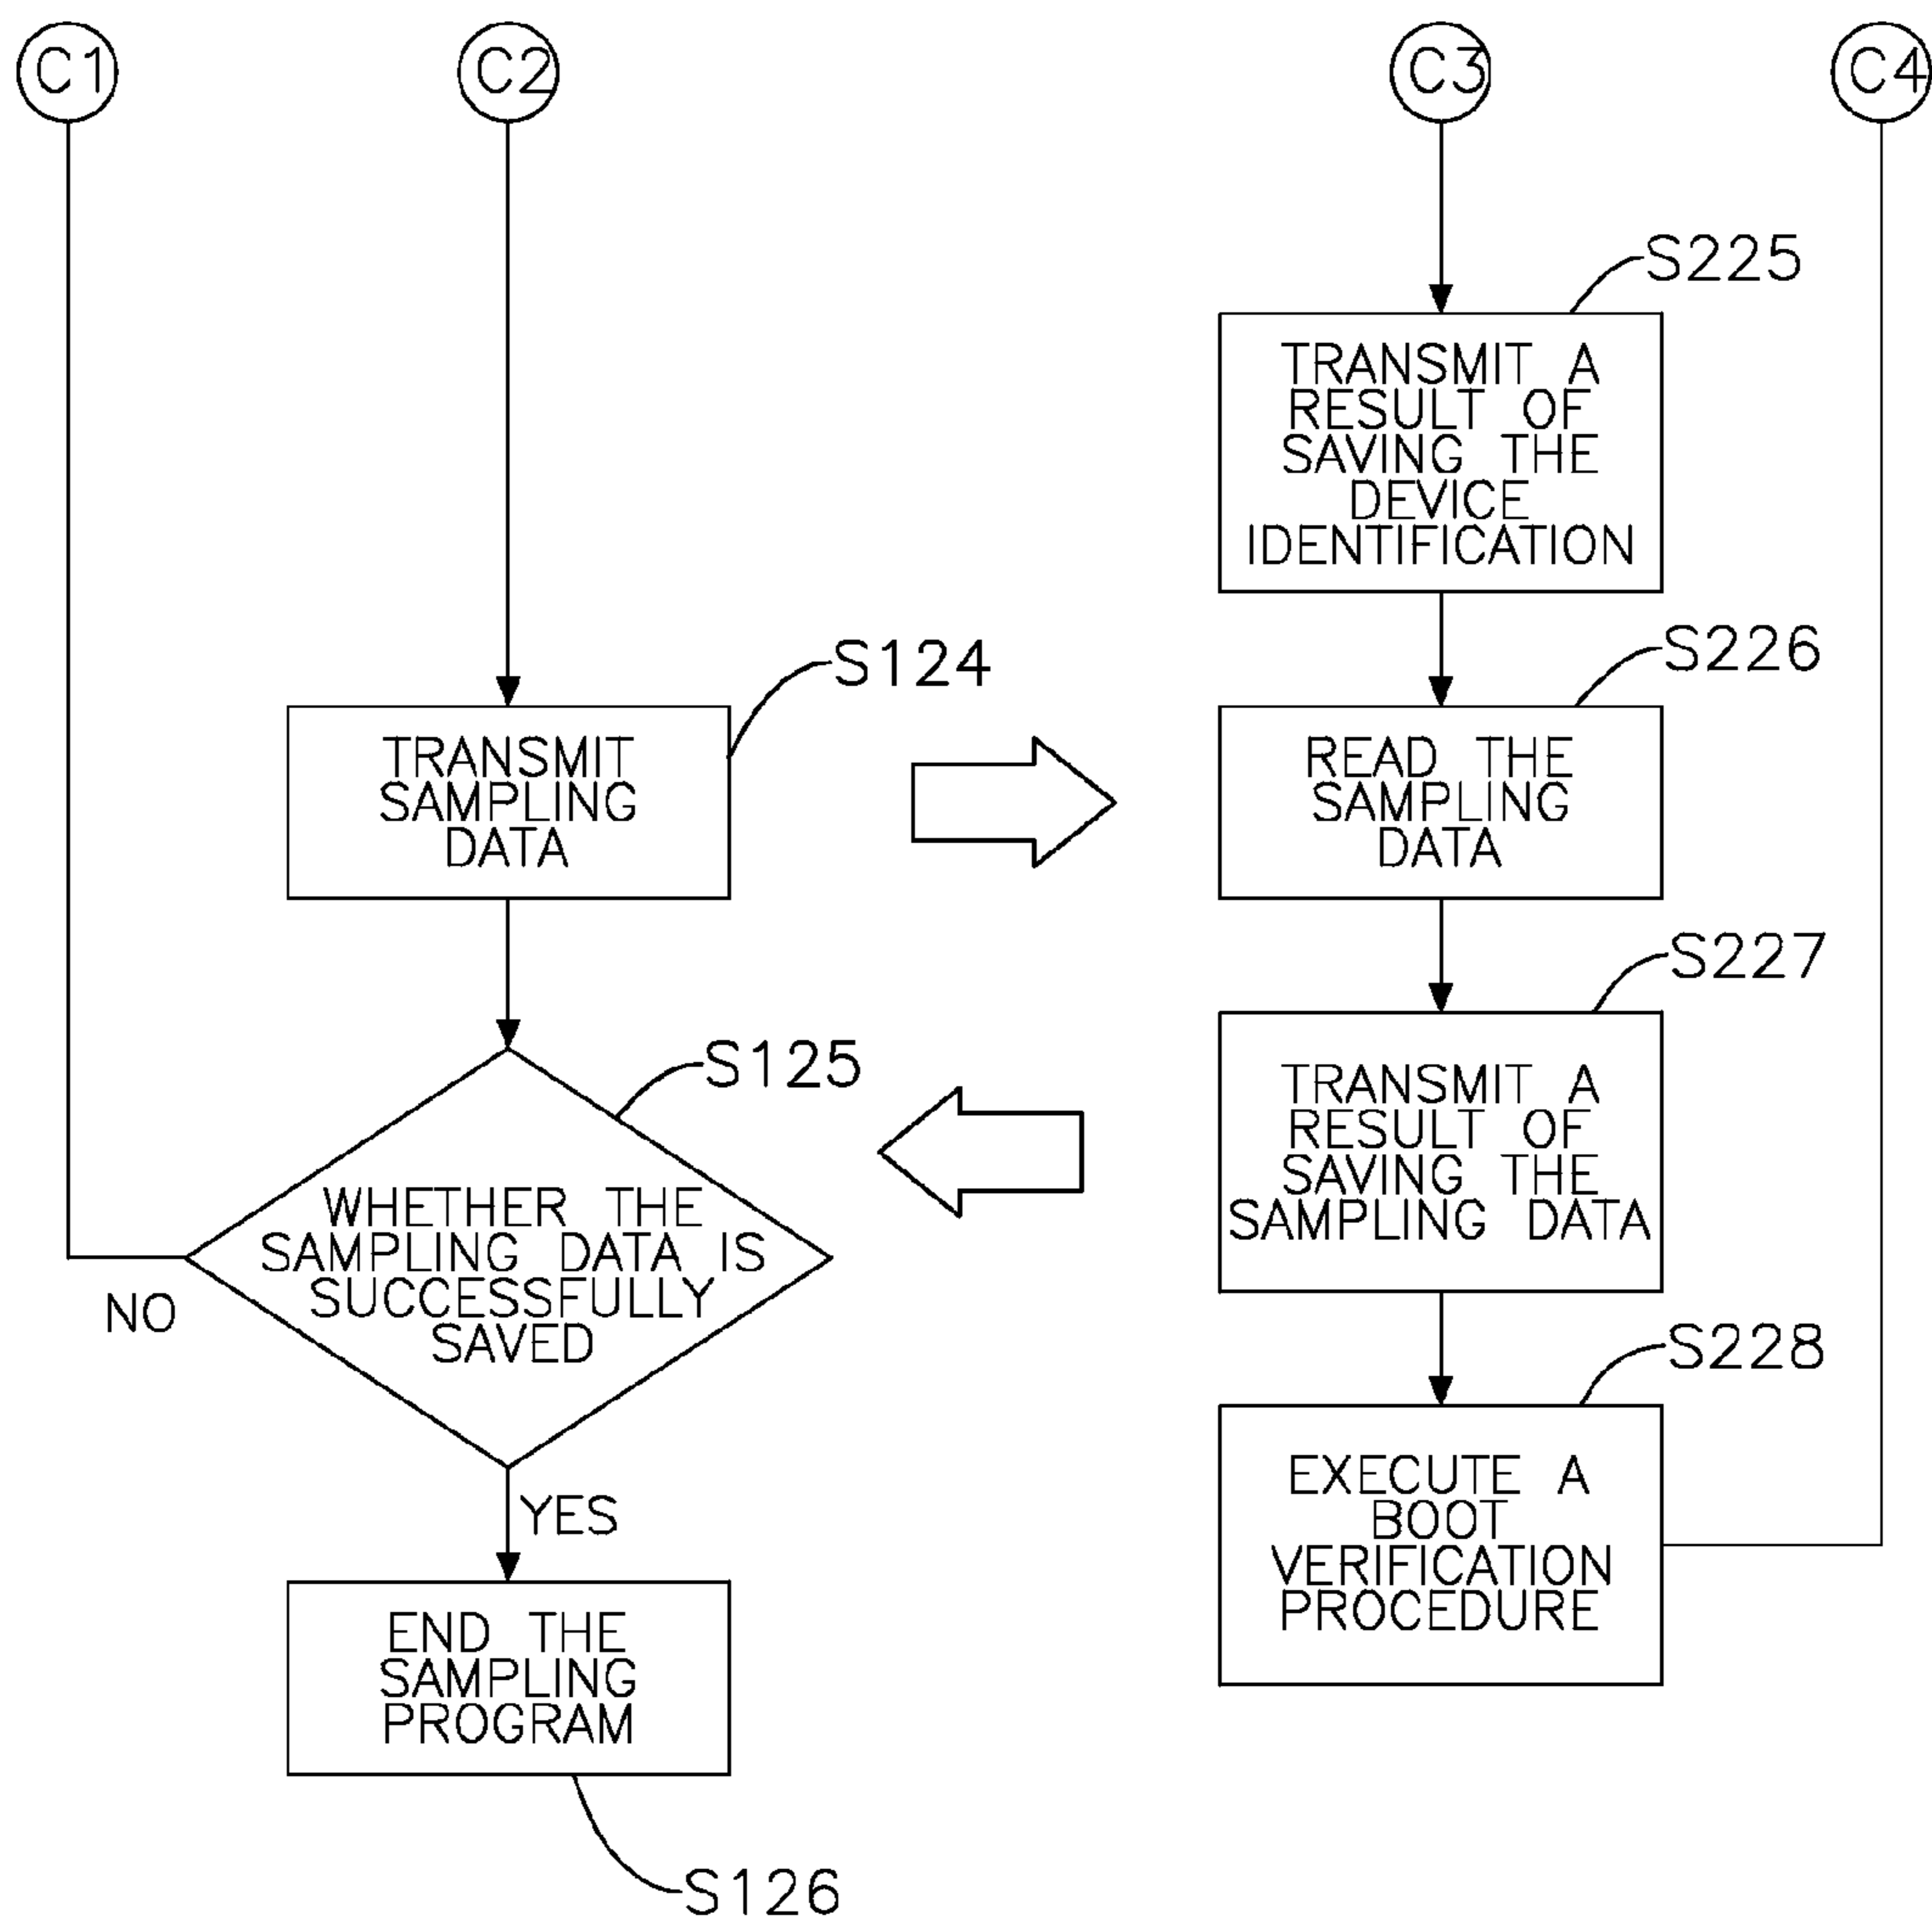 C1
C2
C3
C4
S225
TRANSMIT A
RESULT OF
SAVING THE
DEVICE
IDENTIFICATION
S124
S226
TRANSMIT
SAMPLING
DATA
READ THE
SAMPLING
DATA
S227
S125
TRANSMIT A
RESULT OF
SAVING THE
SAMPLING DATA
WHETHER THE
SAMPLING DATA IS
SUCCESSFULLY
SAVED
NO
S228
YES
EXECUTE A
BOOT
VERIFICATION
PROCEDURE
END THE
SAMPLING
PROGRAM
S126